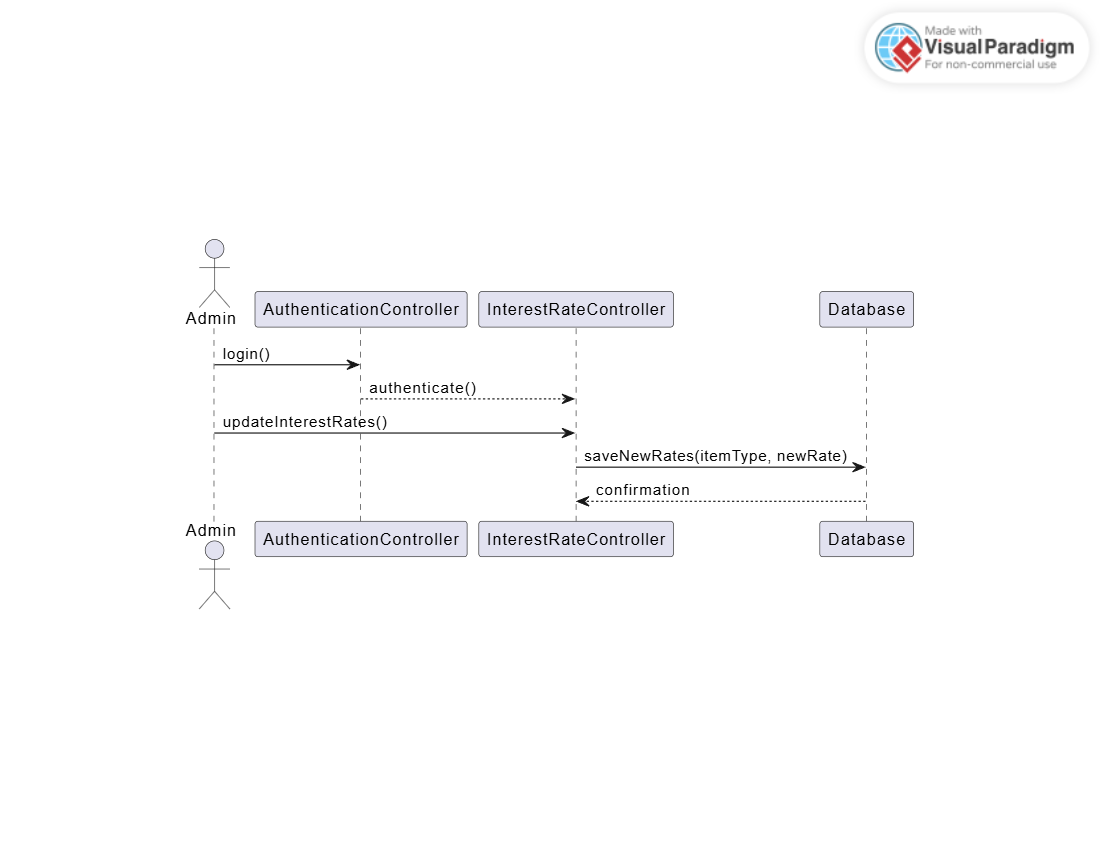 Made with
Visual Paradigm
For non-commercial use
Admin
AuthenticationController
InterestRateController
Database
login()
authenticate()
updateInterestRates()
saveNewRates(itemType, newRate)
confirmation
Admin
AuthenticationController
InterestRateController
Database